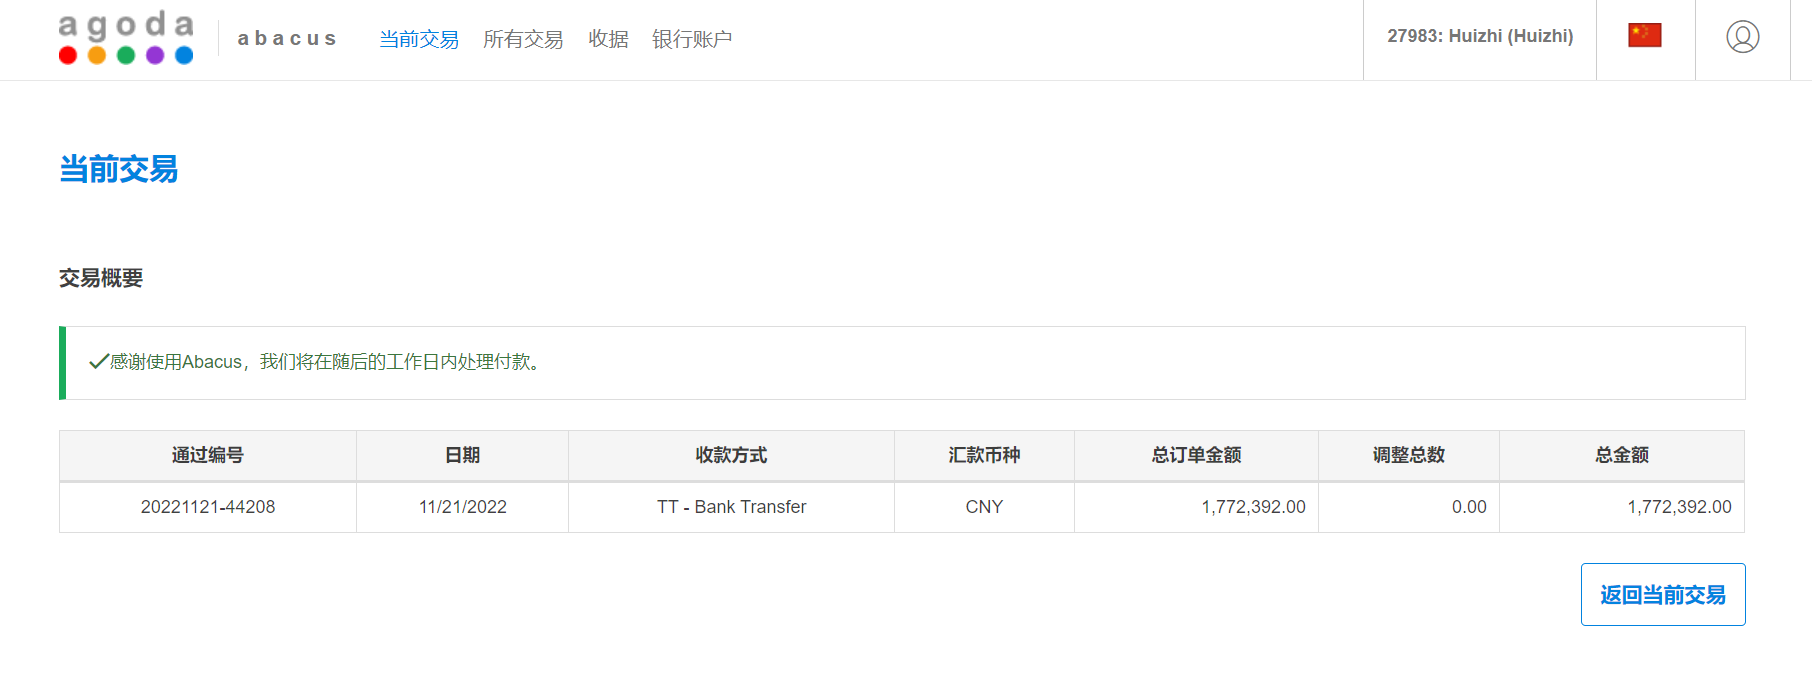 agoda
abacus 当前交易 所有交易 收据 银行账户 27983: Huizhi (Huizhi)
当前交易
交易概要
感谢使用Abacus，我们将在随后的工作日内处理付款。
通过编号 日期 收款方式 汇款币种 总订单金额 调整总数 总金额
20221121-44208 11/21/2022 TT - Bank Transfer CNY 1,772,392.00 0.00 1,772,392.00
返回当前交易